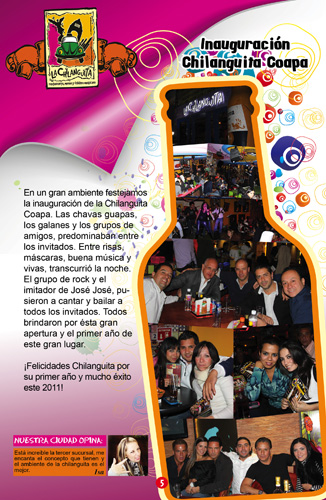 LA CHILANGUITA
Inauguración
Chilanguita Coapa
LA CHILANGUITA
En un gran ambiente festejamos
la inauguración de la Chilanguita
Coapa. Las chavas guapas,
los galanes y los grupos de
amigos, predominaban entre
los invitados. Entre risas,
máscaras, buena música y
vivas, transcurrió la noche.
El grupo de rock y el
imitador de José José, pu-
sieron a cantar y bailar a
todos los invitados. Todos
brindaron por ésta gran
apertura y el primer año de
este gran lugar.
¡Felicidades Chilanguita por
su primer año y mucho éxito
este 2011!
NUESTRA CIUDAD OPINA:
Está increíble la tercer sucursal, me
encanta el concepto que tienen y
el ambiente de la chilanguita es el
mejor.
5